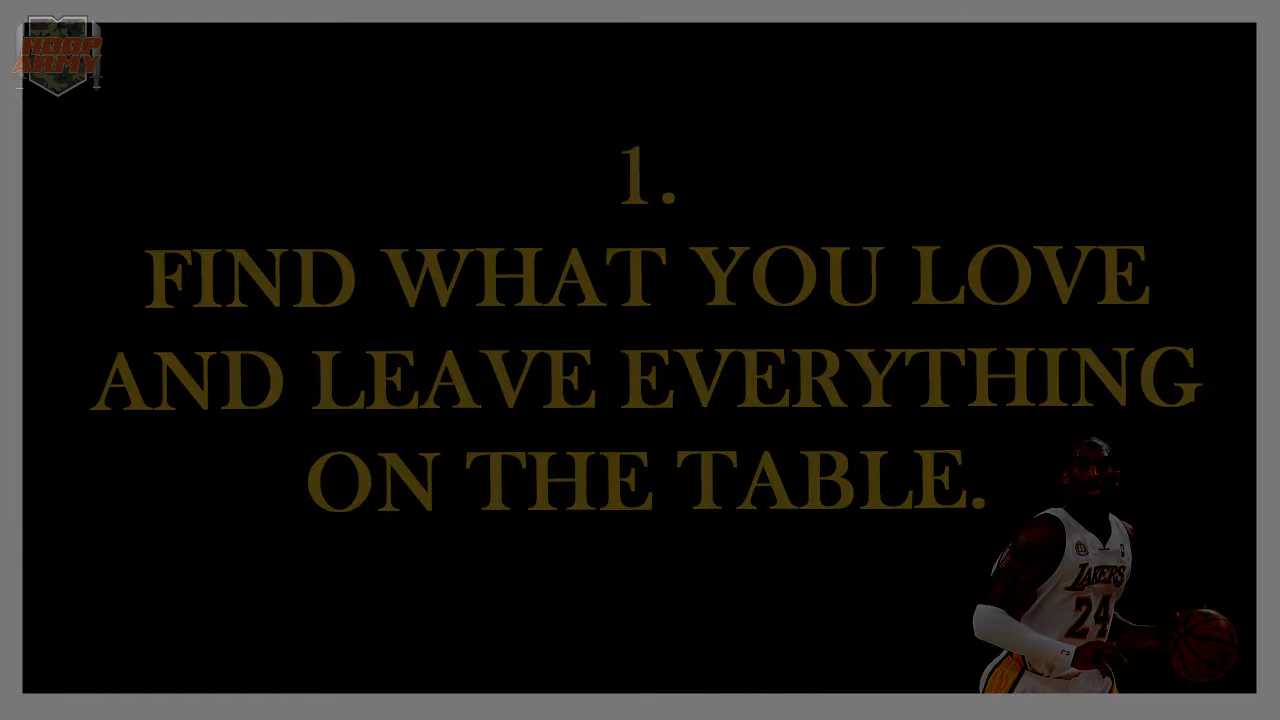 HOOP
ARMY
1.
FIND WHAT YOU LOVE
AND LEAVE EVERYTHING
ON THE TABLE.
LAKERS
24